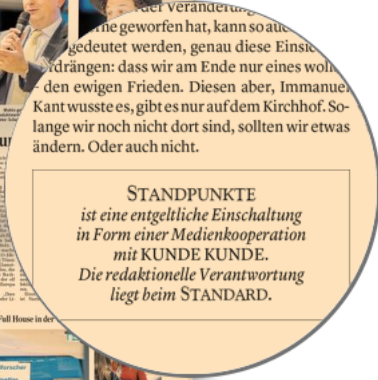 der Veränderung
geworfen hat, kann so auc
gedeutet werden, genau diese Einsic
drängen: dass wir am Ende nur eines woll
– den ewigen Frieden. Diesen aber, Immanuel
Kant wusste es, gibt es nur auf dem Kirchhof. So-
lange wir noch nicht dort sind, sollten wir etwas
ändern. Oder auch nicht.
STANDPUNKTE
ist eine entgeltliche Einschaltung
in Form einer Medienkooperation
mit KUNDE KUNDE.
Die redaktionelle Verantwortung
liegt beim STANDARD.
Full House in der